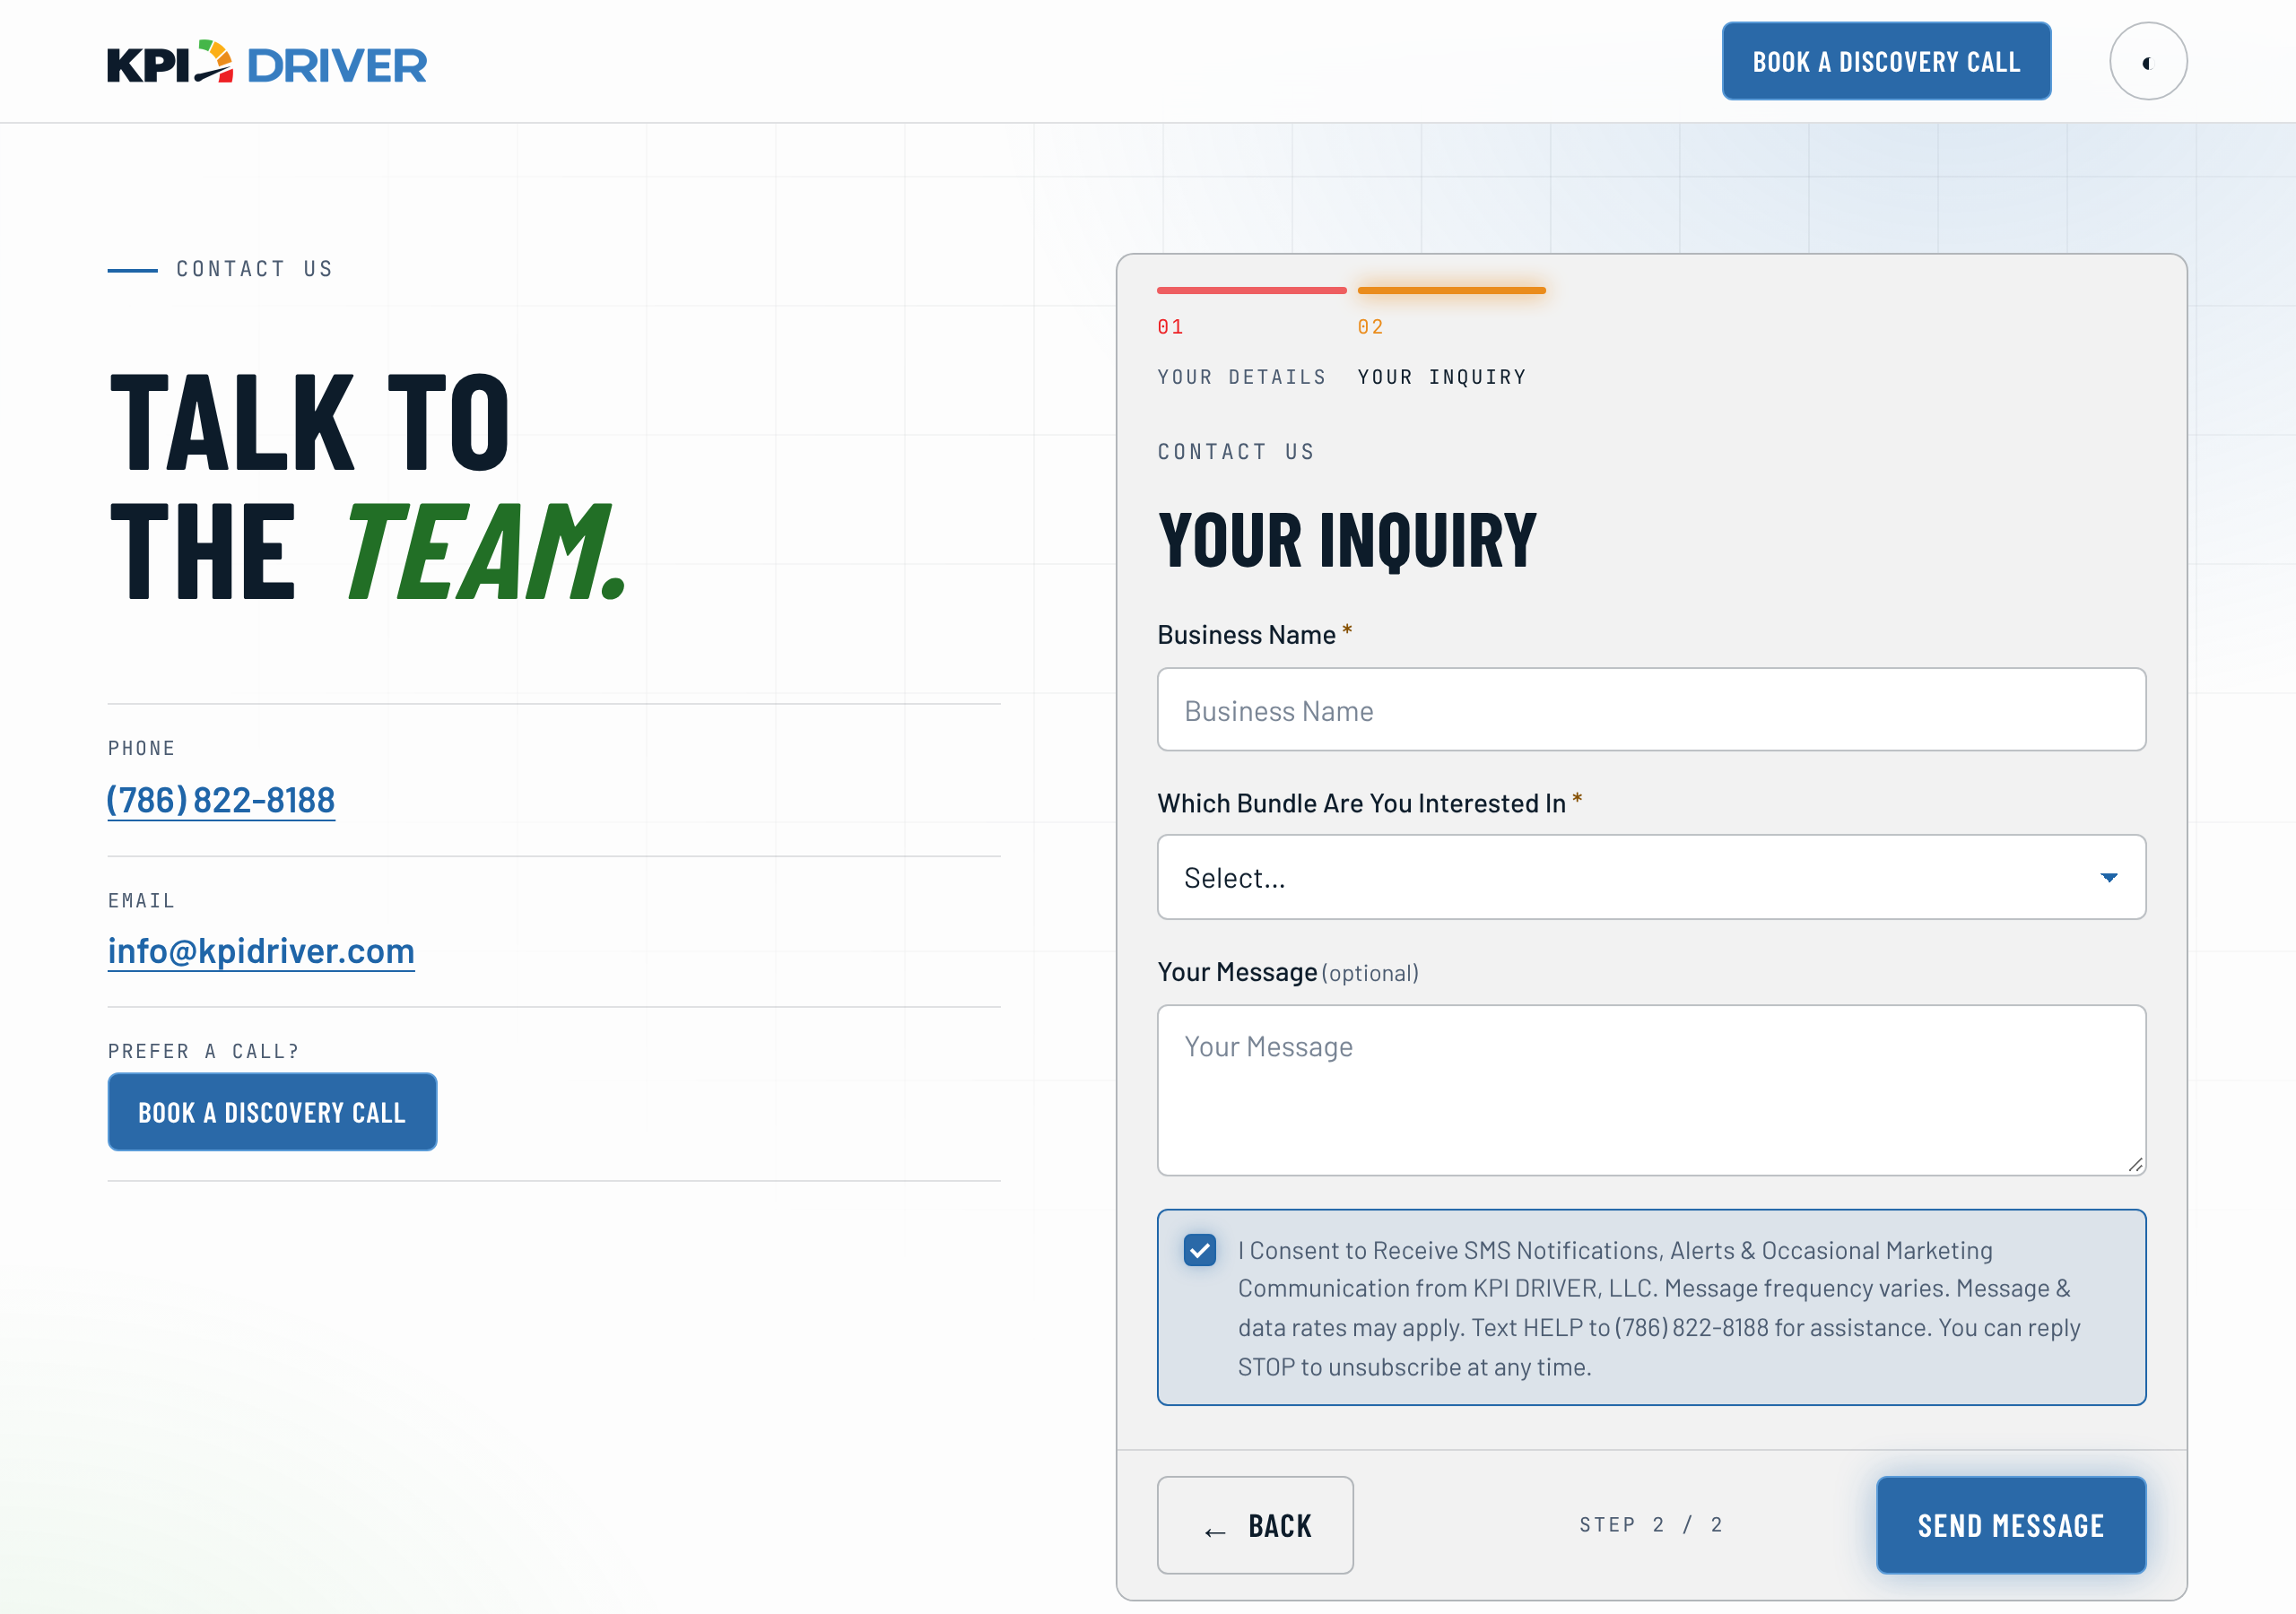 KPI DRIVER
BOOK A DISCOVERY CALL
CONTACT US
TALK TO
THE TEAM.
PHONE
(786) 822-8188
EMAIL
info@kpidriver.com
PREFER A CALL?
BOOK A DISCOVERY CALL
01
YOUR DETAILS
02
YOUR INQUIRY
CONTACT US
YOUR INQUIRY
Business Name *
Business Name
Which Bundle Are You Interested In *
Select...
Your Message (optional)
Your Message
I Consent to Receive SMS Notifications, Alerts & Occasional Marketing
Communication from KPI DRIVER, LLC. Message frequency varies. Message &
data rates may apply. Text HELP to (786) 822-8188 for assistance. You can reply
STOP to unsubscribe at any time.
← BACK
STEP 2 / 2
SEND MESSAGE